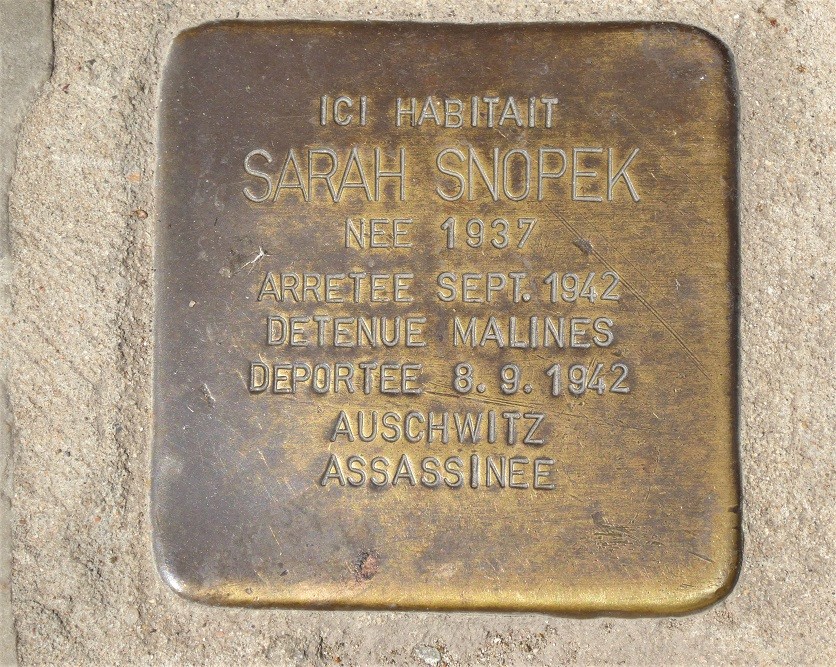 ICI HABITAIT
SARAH SNOPEK
NEE 1937
ARRETEE SEPT. 1942
DETENUE MALINES
DEPORTEE 8. 9. 1942
AUSCHWITZ
ASSASSINEE